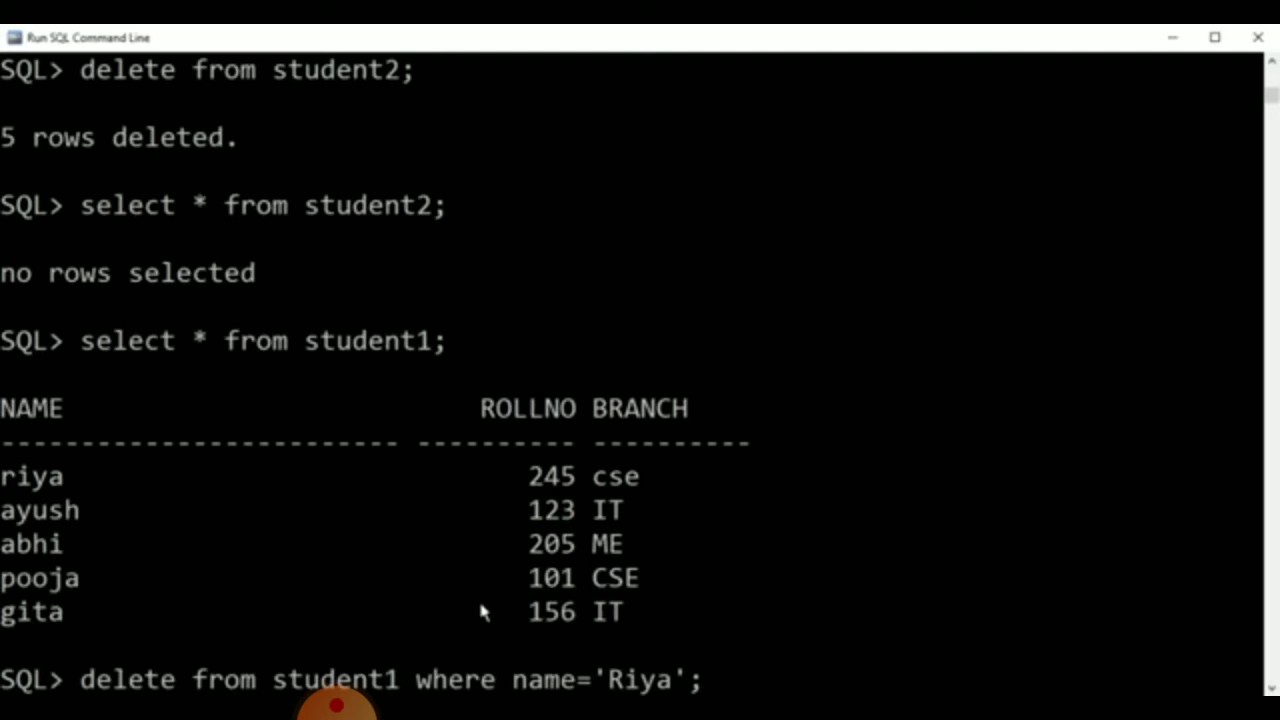 Run SQL Command Line
SQL> delete from student2;
5 rows deleted.
SQL> select * from student2;
no rows selected
SQL> select * from student1;
NAME ROLLNO BRANCH
-------------------------- ---------- ----------
riya 245 cse
ayush 123 IT
abhi 205 ME
pooja 101 CSE
gita 156 IT
SQL> delete from student1 where name='Riya';